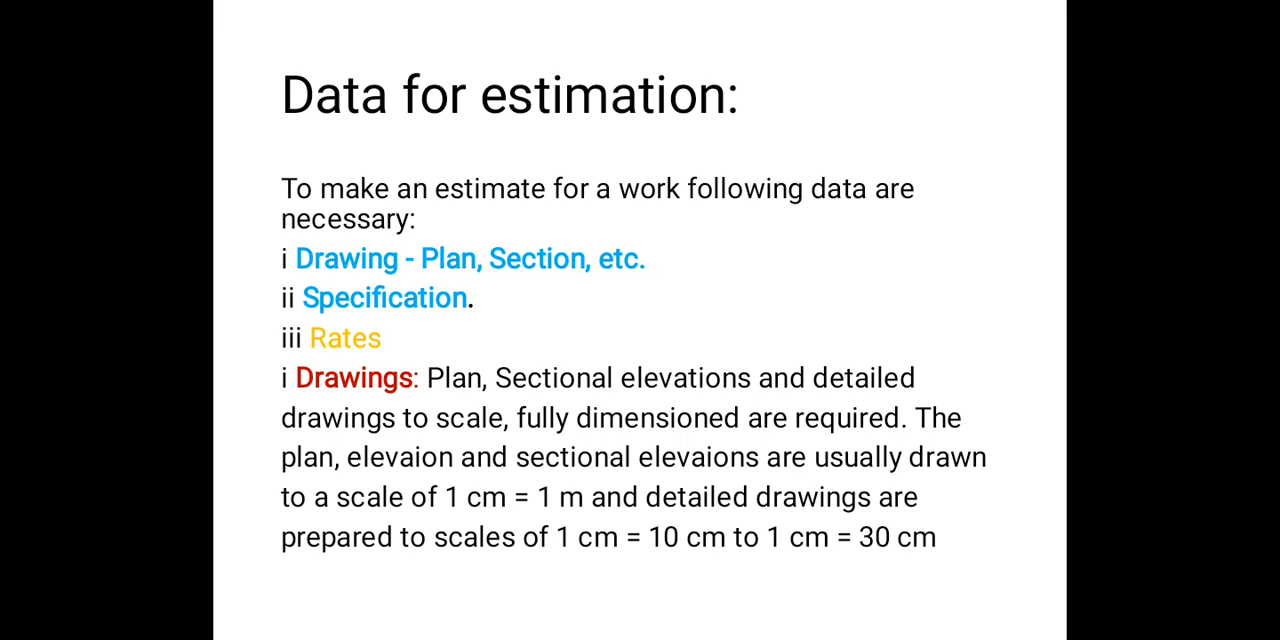 Data for estimation:
To make an estimate for a work following data are
necessary:
i Drawing - Plan, Section, etc.
ii Specification.
iii Rates
i Drawings: Plan, Sectional elevations and detailed
drawings to scale, fully dimensioned are required. The
plan, elevaion and sectional elevaions are usually drawn
to a scale of 1 cm = 1 m and detailed drawings are
prepared to scales of 1 cm = 10 cm to 1 cm = 30 cm